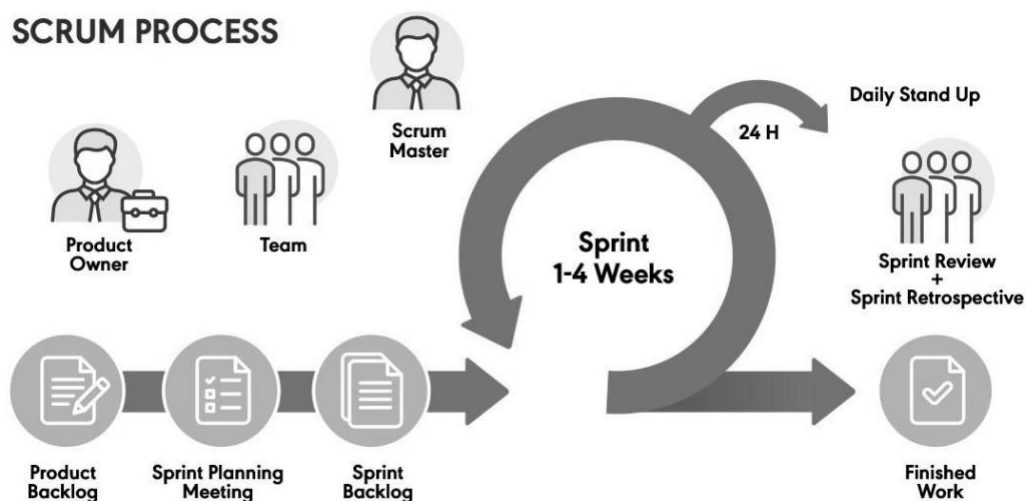 SCRUM PROCESS
Scrum
Master
Product
Owner
Team
24 H
Daily Stand Up
Sprint
1-4 Weeks
Sprint Review
+
Sprint Retrospective
Product
Backlog
Sprint Planning
Meeting
Sprint
Backlog
Finished
Work